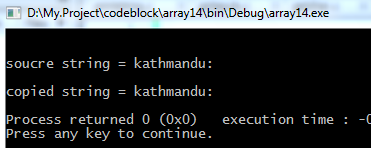 D:\My.Project\codeblock\array14\bin\Debug\array14.exe
soucre string = kathmandu:
copied string = kathmandu:
Process returned 0 (0x0)   execution time : -0
Press any key to continue.